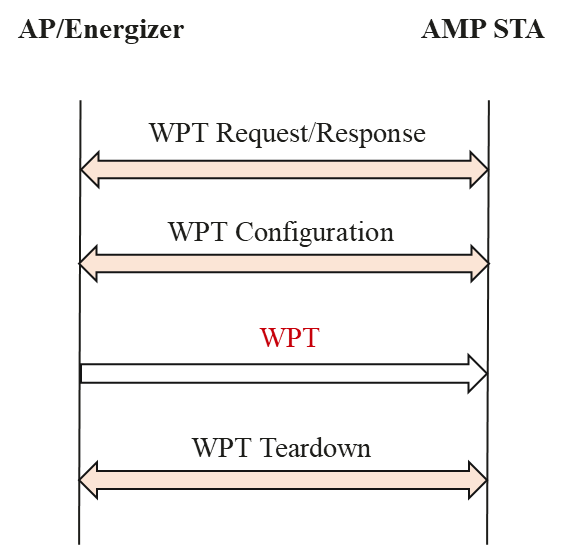 AP/Energizer
AMP STA
WPT Request/Response
WPT Configuration
WPT
WPT Teardown